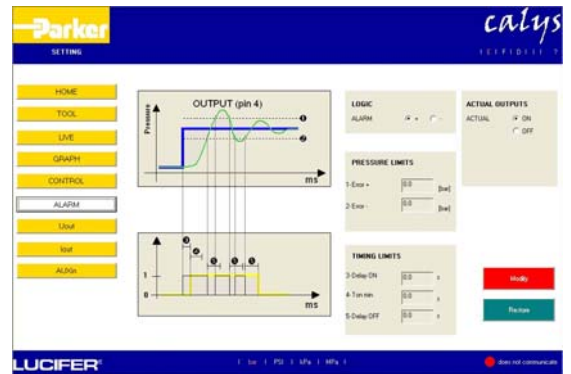 Parker
calys
SETTING
HOME
TOOL
LIVE
GRAPH
CONTROL
ALARM
Uout
Iout
AUXin
OUTPUT (pin 4)
Pressure
ms
1
0
ms
LOGIC
ALARM + -
ACTUAL OUTPUTS
ACTUAL ON
OFF
PRESSURE LIMITS
1-Error + 0.0 [bar]
2-Error - 0.0 [bar]
TIMING LIMITS
3-Delay ON 0.0 s
4-Ton min 0.0 s
5-Delay OFF 0.0 s
Modify
Restore
LUCIFER
| bar | PSI | kPa | MPa |
does not communicate